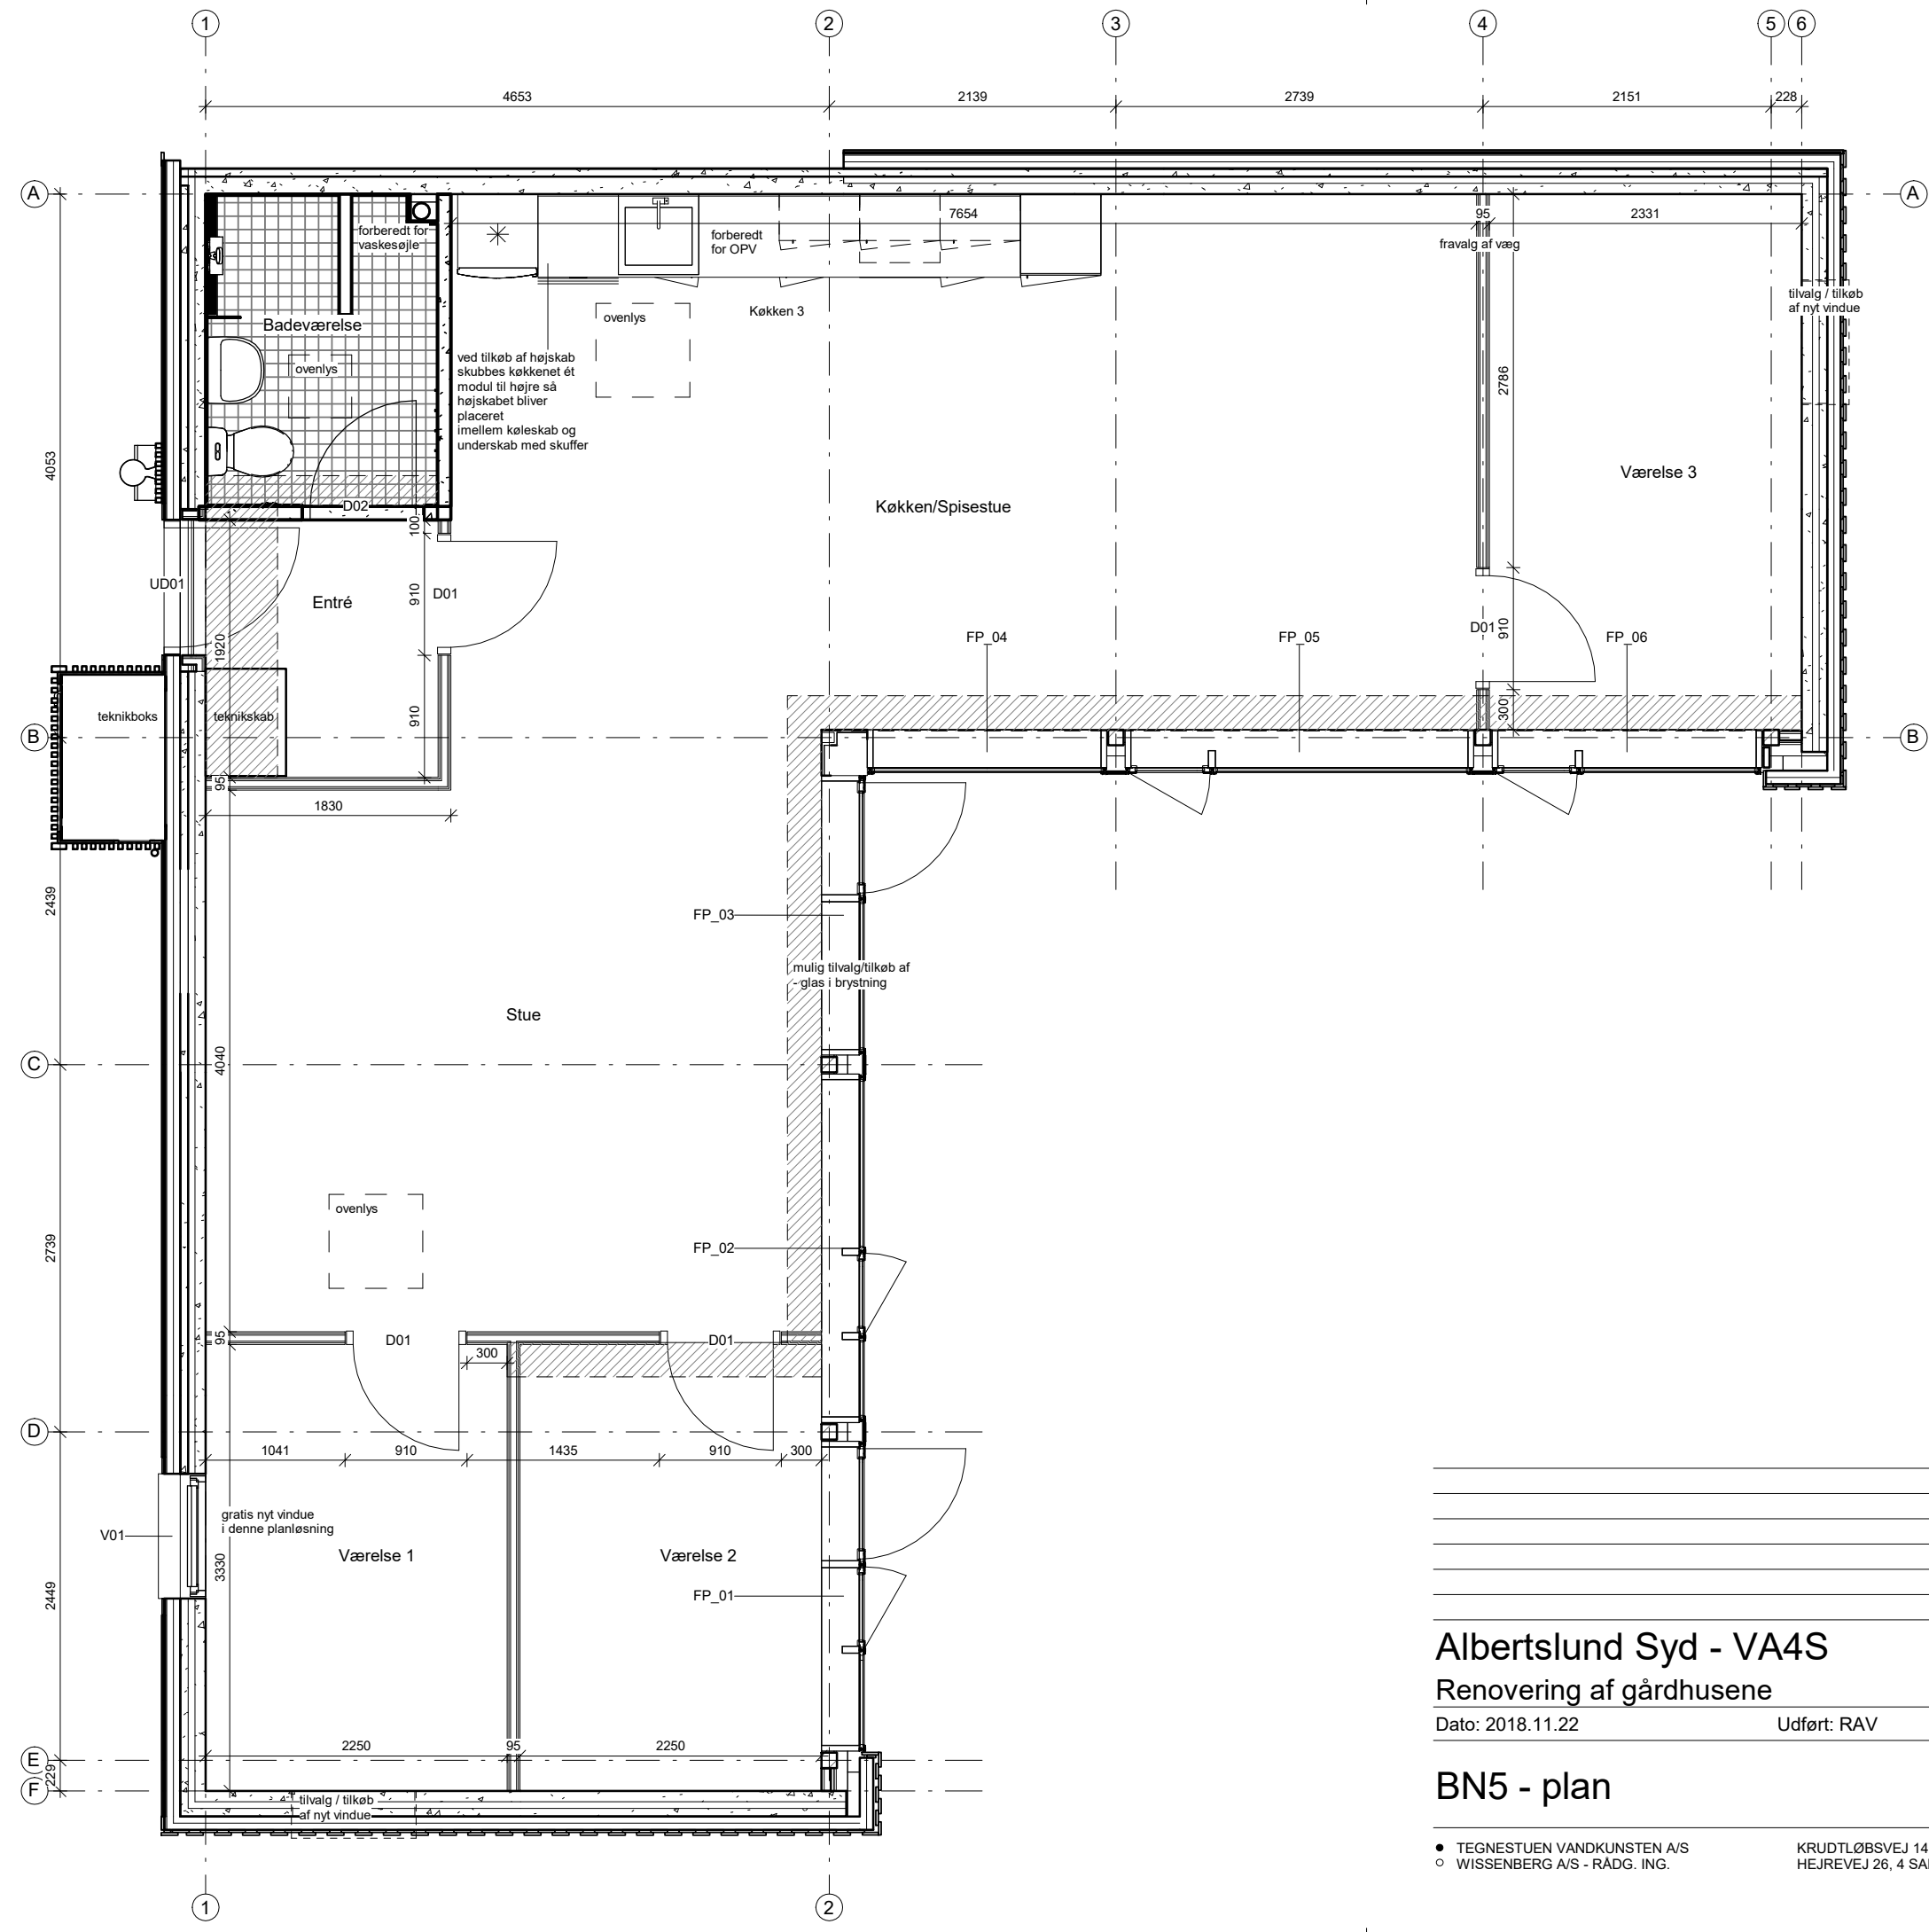 1
2
3
4
5
6
4653
2139
2739
2151
228
A
A
7654
95
2331
forberedt for
vaskesøjle
forberedt
for OPV
fravalg af væg
tilvalg / tilkøb
af nyt vindue
Badeværelse
ovenlys
Køkken 3
ovenlys
ved tilkøb af højskab
skubbes køkkenet ét
modul til højre så
højskabet bliver
placeret
imellem køleskab og
underskab med skuffer
2786
4053
Værelse 3
Køkken/Spisestue
D02
100
UD01
Entré
910
D01
1920
FP_04
FP_05
D01
910
FP_06
teknikboks
teknikskab
910
300
B
B
95
1830
2439
FP_03
mulig tilvalg/tilkøb af
- glas i brystning
Stue
C
4040
ovenlys
2739
FP_02
95
D01
D01
300
D
1041
910
1435
910
300
V01
gratis nyt vindue
i denne planløsning
Værelse 1
Værelse 2
3330
2449
FP_01
2250
95
2250
E
229
F
tilvalg / tilkøb
af nyt vindue
1
2
Albertslund Syd - VA4S
Renovering af gårdhusene
Dato: 2018.11.22 Udført: RAV
BN5 - plan
TEGNESTUEN VANDKUNSTEN A/S KRUDTLØBSVEJ 14
WISSENBERG A/S - RÅDG. ING. HEJREVEJ 26, 4 SA